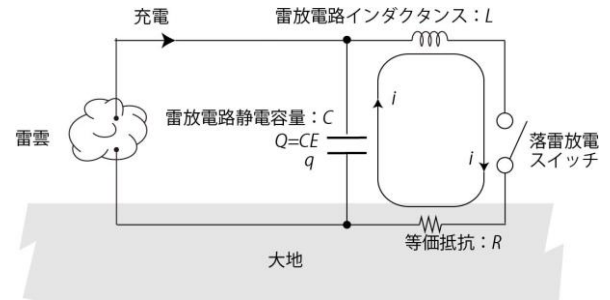 充電
雷放電路インダクタンス：L
雷雲
雷放電路静電容量：C
Q=CE
q
i
i
落雷放電
スイッチ
等価抵抗：R
大地